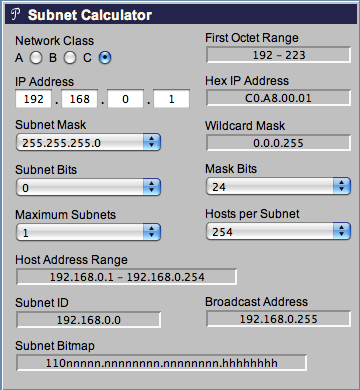 Subnet Calculator
Network Class
A B C
First Octet Range
192 - 223
IP Address
192 . 168 . 0 . 1
Hex IP Address
C0.A8.00.01
Subnet Mask
255.255.255.0
Wildcard Mask
0.0.0.255
Subnet Bits
0
Mask Bits
24
Maximum Subnets
1
Hosts per Subnet
254
Host Address Range
192.168.0.1 - 192.168.0.254
Subnet ID
192.168.0.0
Broadcast Address
192.168.0.255
Subnet Bitmap
110nnnnn.nnnnnnnn.nnnnnnnn.hhhhhhhh